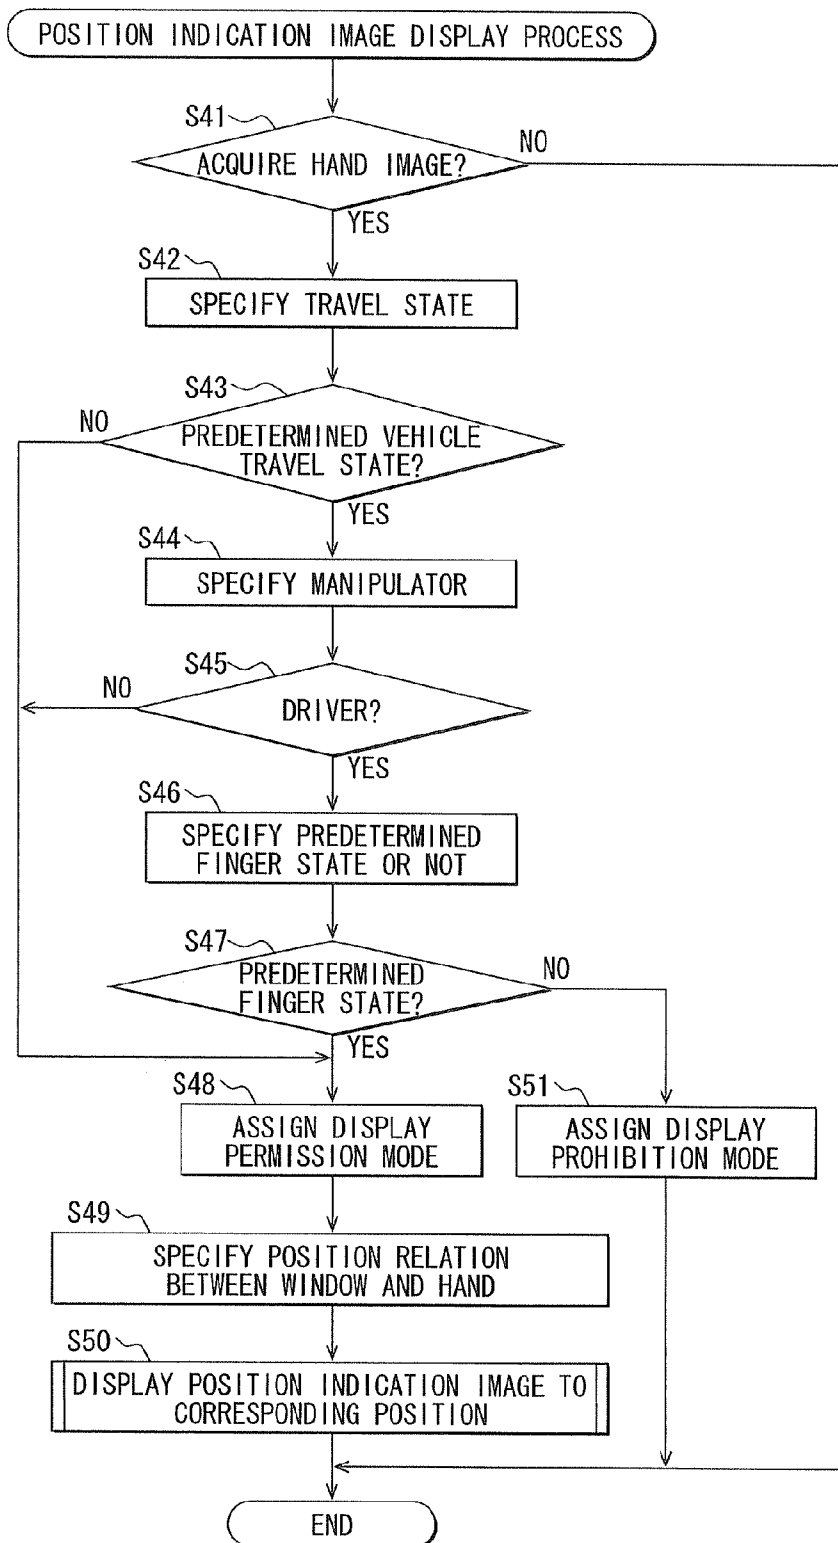 POSITION INDICATION IMAGE DISPLAY PROCESS
S41
ACQUIRE HAND IMAGE?
NO
YES
S42
SPECIFY TRAVEL STATE
S43
NO
PREDETERMINED VEHICLE
TRAVEL STATE?
YES
S44
SPECIFY MANIPULATOR
S45
NO
DRIVER?
YES
S46
SPECIFY PREDETERMINED
FINGER STATE OR NOT
S47
PREDETERMINED
FINGER STATE?
NO
YES
S48
ASSIGN DISPLAY
PERMISSION MODE
S51
ASSIGN DISPLAY
PROHIBITION MODE
S49
SPECIFY POSITION RELATION
BETWEEN WINDOW AND HAND
S50
DISPLAY POSITION INDICATION IMAGE TO
CORRESPONDING POSITION
END